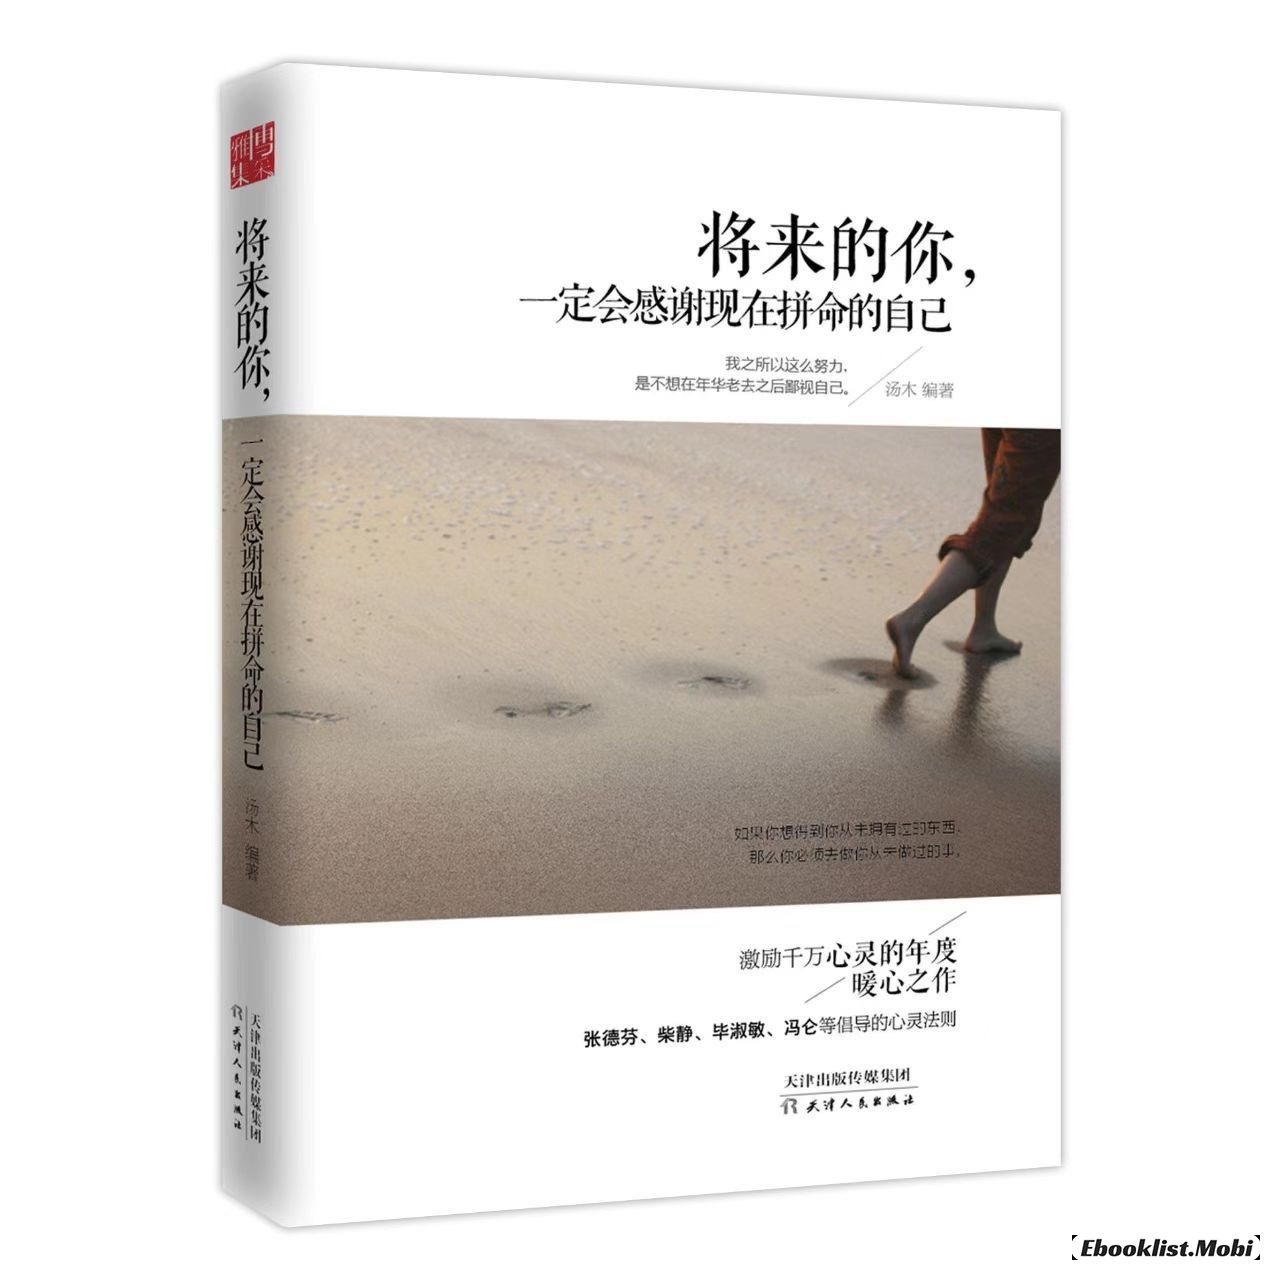 雅集
将来的你,
一定会感谢现在拼命的自己
汤木 编著
天津出版传媒集团
天津人民出版社
将来的你,
一定会感谢现在拼命的自己
我之所以这么努力,
是不想在年华老去之后鄙视自己。
汤木 编著
如果你想得到你从未拥有过的东西,
那么你必须去做你从未做过的事。
激励千万心灵的年度
暖心之作
张德芬、柴静、毕淑敏、冯仑等倡导的心灵法则
天津出版传媒集团
天津人民出版社
【Ebooklist.Mobi】